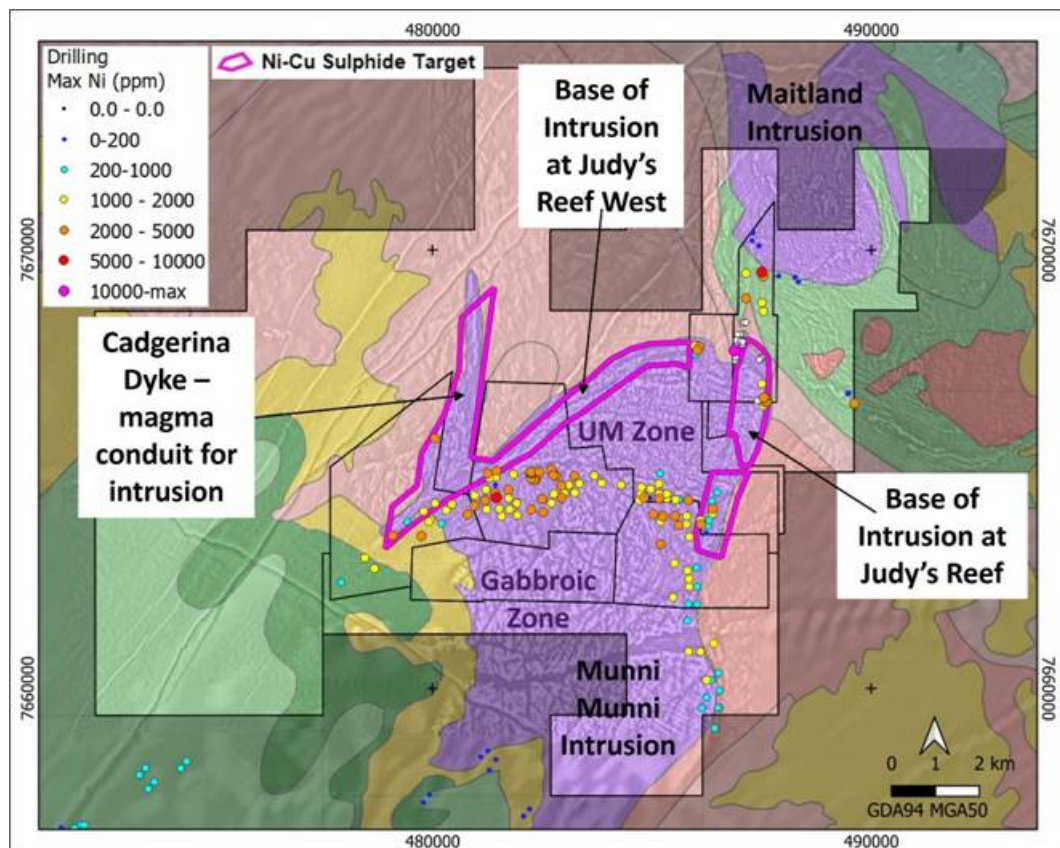 480000
490000
Drilling
Max Ni (ppm)
0.0 - 0.0
0-200
200-1000
1000 - 2000
2000 - 5000
5000 - 10000
10000-max
Ni-Cu Sulphide Target
Base of
Intrusion
at Judy's
Reef West
Maitland
Intrusion
7670000
7670000
Cadgerina
Dyke –
magma
conduit for
intrusion
UM Zone
Base of
Intrusion at
Judy's Reef
Gabbroic
Zone
Munni
Munni
Intrusion
7660000
7660000
0 1 2 km
GDA94 MGA50
480000
490000